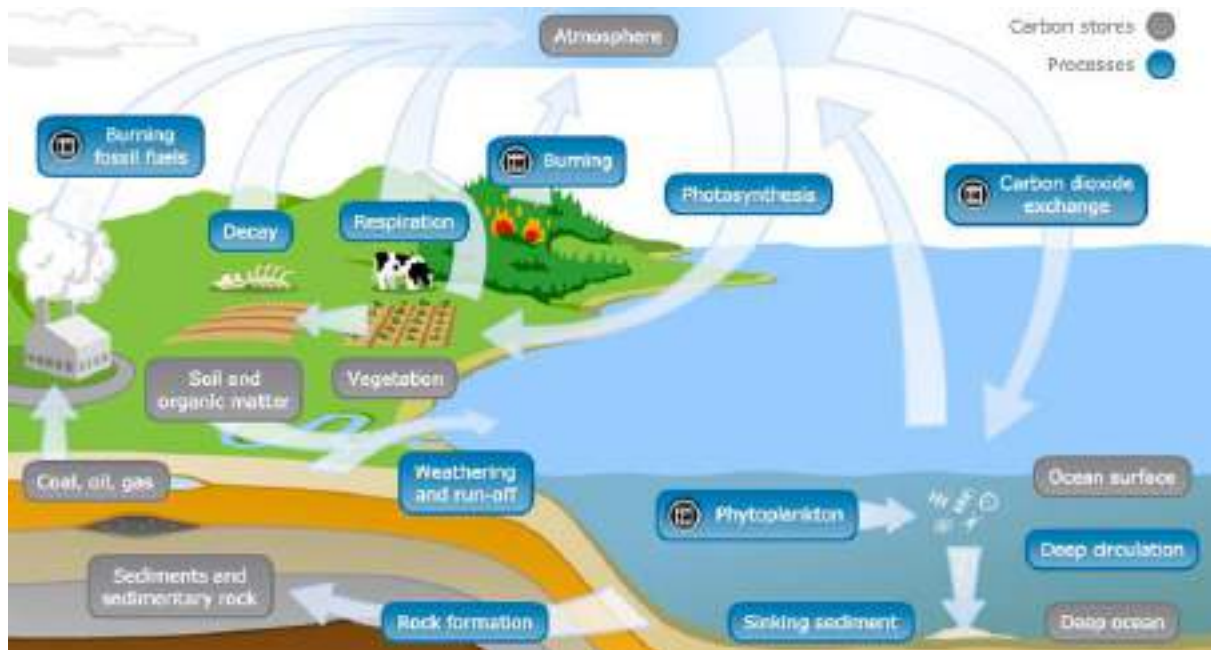 Atmosphere
Carbon stores
Processes
Burning
fossil fuels
Burning
Photosynthesis
Carbon dioxide
exchange
Decay
Respiration
Soil and
organic matter
Vegetation
Coal, oil, gas
Weathering
and run-off
Ocean surface
Phytoplankton
Deep circulation
Sediments and
sedimentary rock
Rock formation
Sinking sediment
Deep ocean